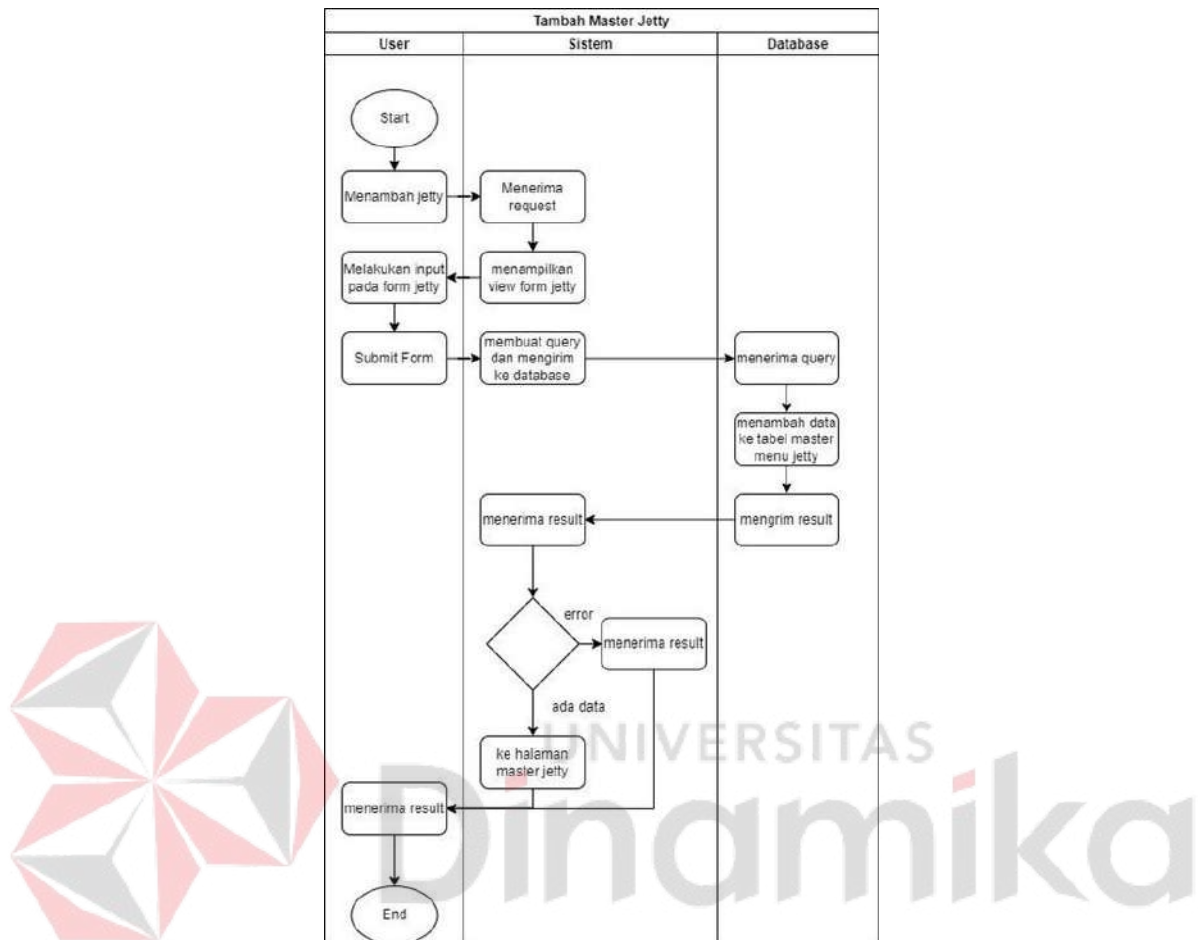 Tambah Master Jetty
User
Sistem
Database
Start
Menambah jetty
Menerima
request
Melakukan input
pada form jetty
menampilkan
view form jetty
Submit Form
membuat query
dan mengirim
ke database
menerima query
menambah data
ke tabel master
menu jetty
menerima result
mengrim result
error
menerima result
ada data
ke halaman
master jetty
menerima result
End
UNIVERSITAS
Dinamika